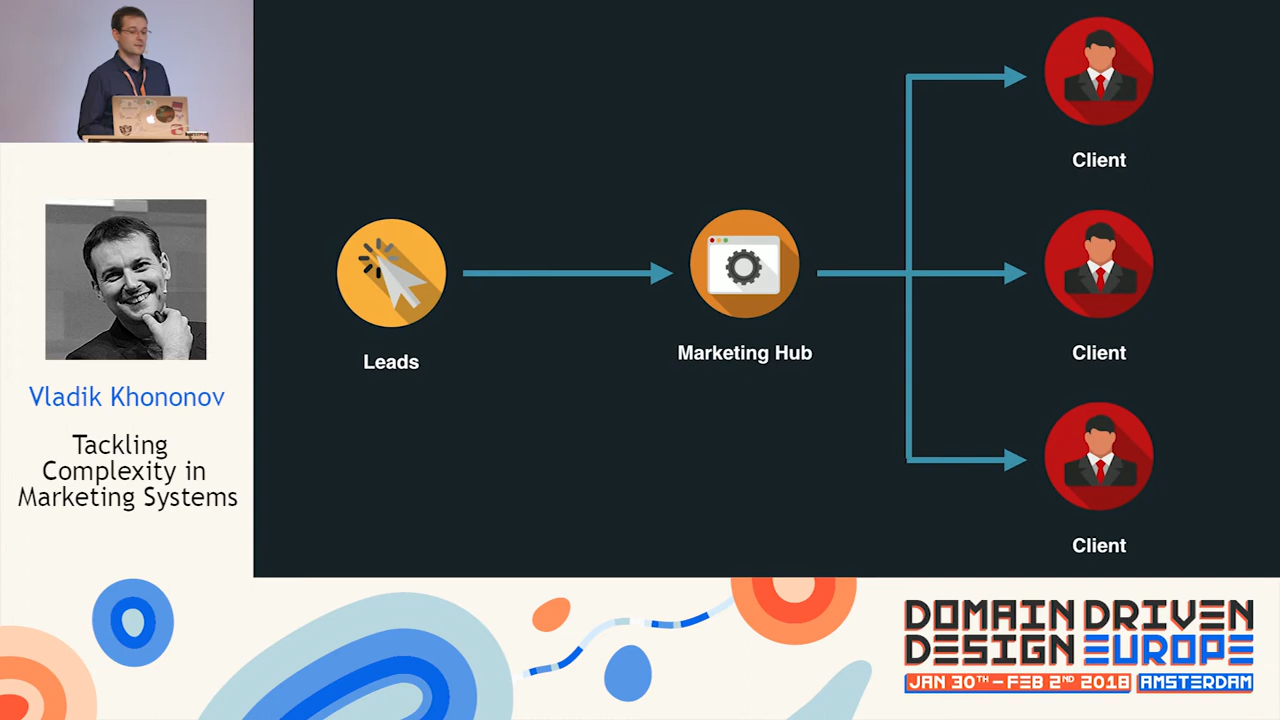 Vladik Khononov
Tackling
Complexity in
Marketing Systems
Leads
Marketing Hub
Client
Client
Client
DOMAIN DRIVEN
DESIGN EUROPE
JAN 30TH - FEB 2ND 2018 AMSTERDAM